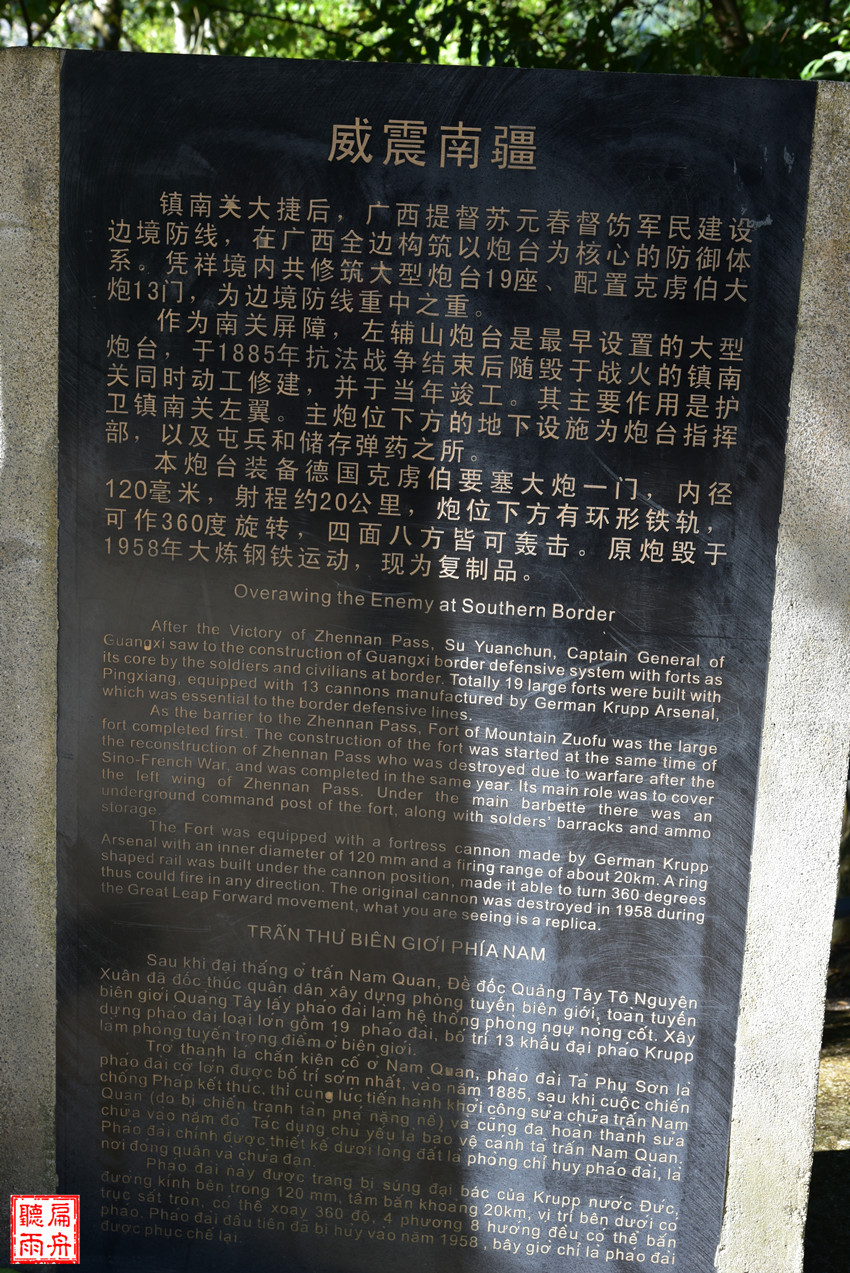 威震南疆
镇南关大捷后，广西提督苏元春督饬军民建设
边境防线，在广西全边构筑以炮台为核心的防御体
系。凭祥境内共修筑大型炮台19座、配置克虏伯大
炮13门，为边境防线重中之重。
作为南关屏障，左辅山炮台是最早设置的大型
炮台，于1885年抗法战争结束后随毁于战火的镇南
关同时动工修建，并于当年竣工。其主要作用是护
卫镇南关左翼。主炮位下方的地下设施为炮台指挥
部，以及屯兵和储存弹药之所。
本炮台装备德国克虏伯要塞大炮一门，内径
120毫米，射程约20公里，炮位下方有环形铁轨，
可作360度旋转，四面八方皆可轰击。原炮毁于
1958年大炼钢铁运动，现为复制品。
Overawing the Enemy at Southern Border
After the Victory of Zhennan Pass, Su Yuanchun, Captain General of
Guangxi saw to the construction of Guangxi border defensive system with forts as
its core by the soldiers and civilians at border. Totally 19 large forts were built with
Pingxiang, equipped with 13 cannons manufactured by German Krupp Arsenal,
which was essential to the border defensive lines.
As the barrier to the Zhennan Pass, Fort of Mountain Zuofu was the large
fort completed first. The construction of the fort was started at the same time of
the reconstruction of Zhennan Pass who was destroyed due to warfare after the
Sino-French War, and was completed in the same year. Its main role was to cover
the left wing of Zhennan Pass. Under the main barbette there was an
underground command post of the fort, along with solders' barracks and ammo
storage.
The Fort was equipped with a fortress cannon made by German Krupp
Arsenal with an inner diameter of 120 mm and a firing range of about 20km. A ring
shaped rail was built under the cannon position, made it able to turn 360 degrees
thus could fire in any direction. The original cannon was destroyed in 1958 during
the Great Leap Forward movement, what you are seeing is a replica.
TRẤN THƯ BIÊN GIƠI PHÍA NAM
Sau khi đại thắng ơ trấn Nam Quan, Đề đốc Quảng Tây Tô Nguyên
Xuân đã đốc thúc quân dân xây dựng phòng tuyến biên giới, toan tuyến
biên giới Quang Tây lấy pháo đai làm hệ thống phòng ngự nòng cốt. Xây
dựng pháo đai loại lớn gồm 19 pháo đài, bố trí 13 khẩu đại pháo Krupp
làm phòng tuyến trọng điểm ơ biên giới.
Trơ thanh la chắn kiên cố ơ Nam Quan, pháo đài Ta Phụ Sơn là
pháo đài cỡ lớn được bố trí sớm nhất, vào năm 1885, sau khi cuộc chiến
chống Pháp kết thúc, thì cùng lúc tiến hành khơi công sưa chữa trấn Nam
Quan (do bị chiến tranh tàn phá nặng nề) và cũng đa hoàn thanh sưa
chữa vào năm đó. Tác dụng chu yếu la bảo vệ cánh tả trấn Nam Quan.
Pháo đài chính được thiết kế dưới lòng đất là phòng chỉ huy pháo đài, là
nơi đóng quân và chưa đạn.
Pháo đai này được trang bị súng đại bác của Krupp nước Đức,
đương kính bên trong 120 mm, tầm bắn khoảng 20km, vị trí bên dưới co
trục sắt tron, có thể xoay 360 độ, 4 phương 8 hướng đều có thể bắn
pháo. Pháo đài đầu tiên đã bị hủy vào năm 1958 , bây giờ chỉ là pháo đai
được phục chế lại.
扁舟
聽雨